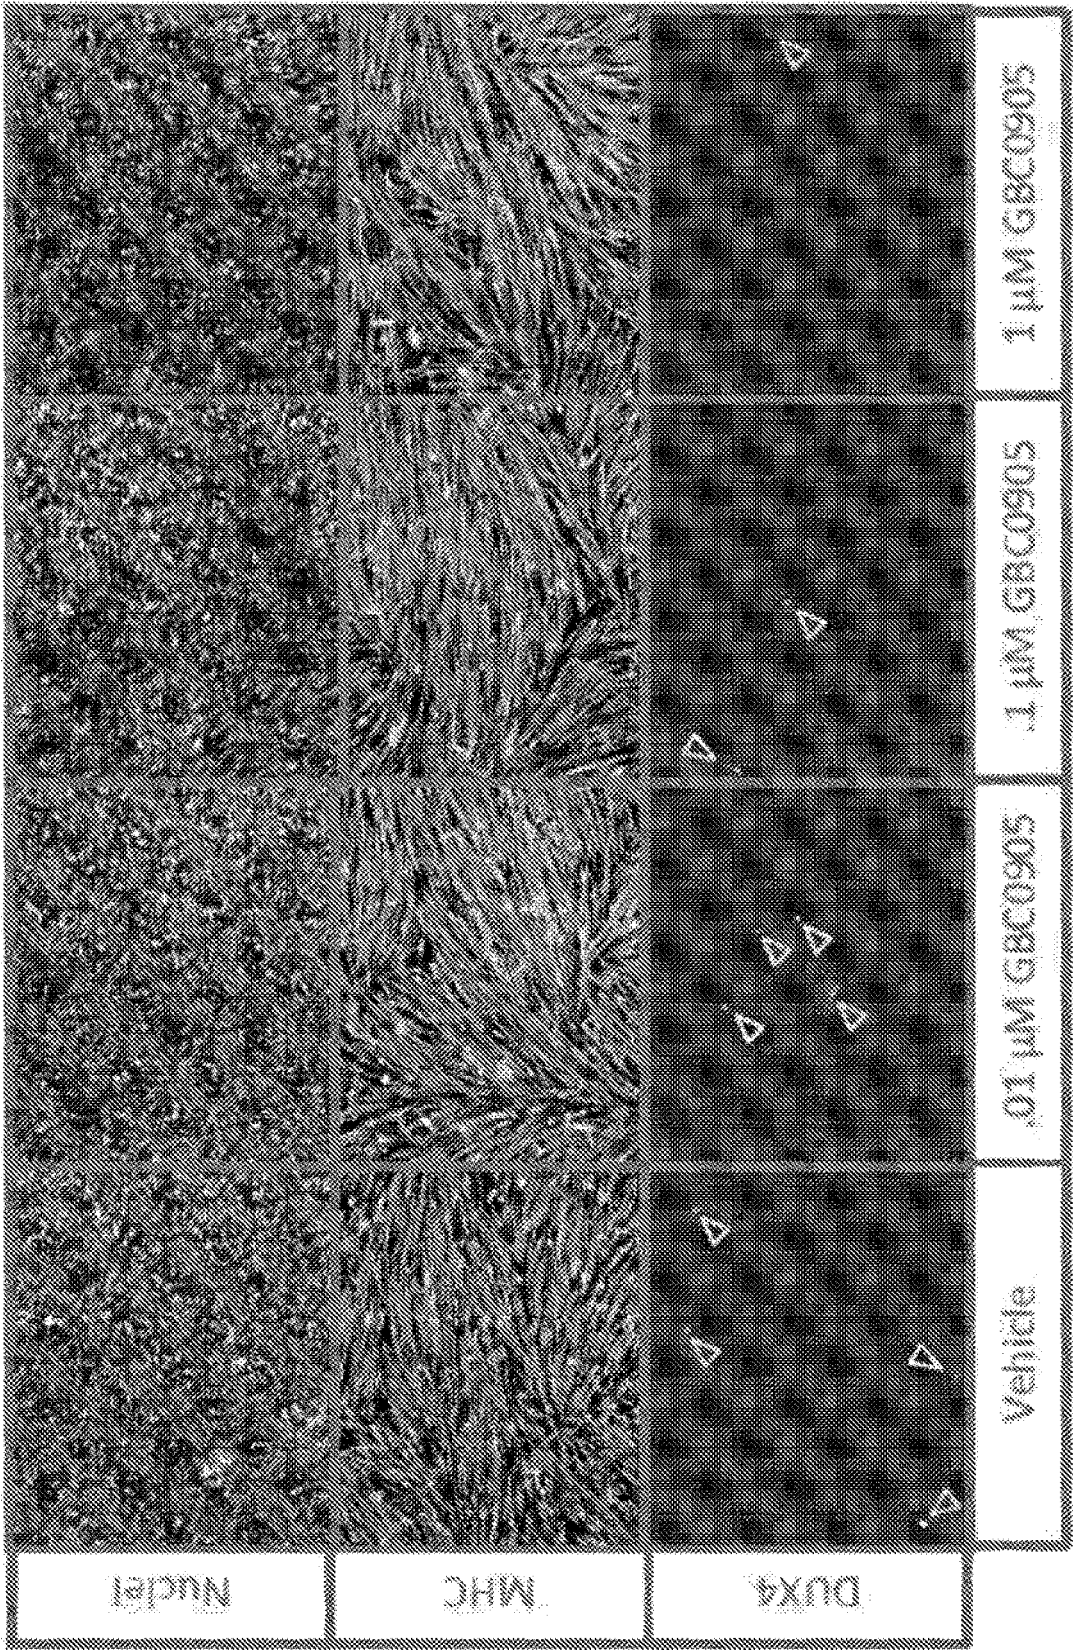 Nuclei
MHC
DUX4
Vehicle
.01 µM GBC0905
.1 µM GBC0905
1 µM GBC0905